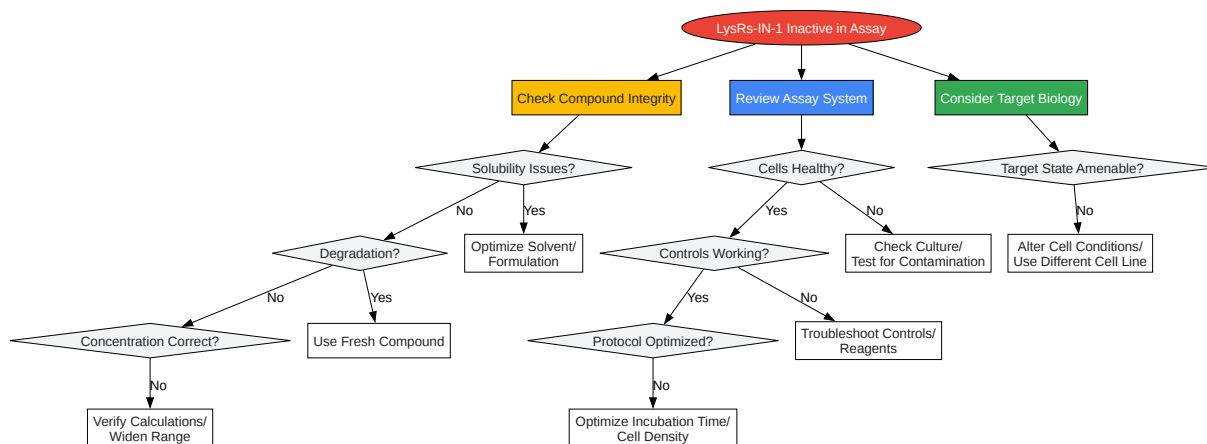 LysRs-IN-1 Inactive in Assay
Check Compound Integrity
Review Assay System
Consider Target Biology
Solubility Issues?
Cells Healthy?
Target State Amenable?
No
Yes
Yes
No
No
Degradation?
Optimize Solvent/
Formulation
Controls Working?
Check Culture/
Test for Contamination
Alter Cell Conditions/
Use Different Cell Line
No
Yes
Yes
No
Concentration Correct?
Use Fresh Compound
Protocol Optimized?
Troubleshoot Controls/
Reagents
No
No
Verify Calculations/
Widen Range
Optimize Incubation Time/
Cell Density